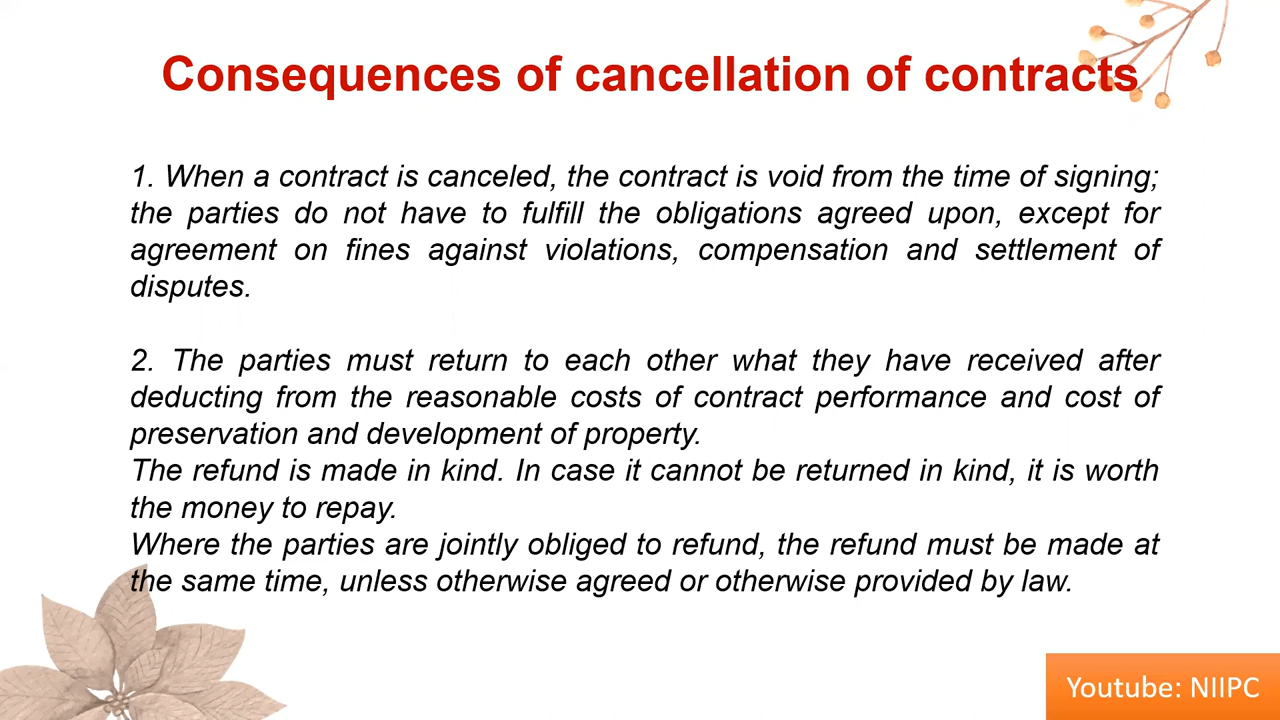 Consequences of cancellation of contracts
1. When a contract is canceled, the contract is void from the time of signing;
the parties do not have to fulfill the obligations agreed upon, except for
agreement on fines against violations, compensation and settlement of
disputes.
2. The parties must return to each other what they have received after
deducting from the reasonable costs of contract performance and cost of
preservation and development of property.
The refund is made in kind. In case it cannot be returned in kind, it is worth
the money to repay.
Where the parties are jointly obliged to refund, the refund must be made at
the same time, unless otherwise agreed or otherwise provided by law.
Youtube: NIIPC